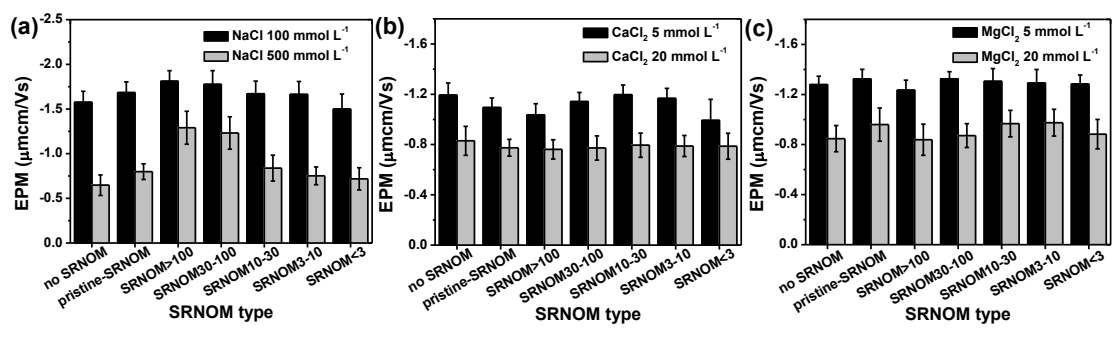 (a)
NaCl 100 mmol L⁻¹
NaCl 500 mmol L⁻¹
EPM (μmcm/Vs)
-2.5
-2.0
-1.5
-1.0
-0.5
0.0
no SRNOM
pristine-SRNOM
SRNOM>100
SRNOM30-100
SRNOM10-30
SRNOM3-10
SRNOM<3
SRNOM type
(b)
CaCl₂ 5 mmol L⁻¹
CaCl₂ 20 mmol L⁻¹
EPM (μmcm/Vs)
-1.6
-1.2
-0.8
-0.4
0.0
no SRNOM
pristine-SRNOM
SRNOM>100
SRNOM30-100
SRNOM10-30
SRNOM3-10
SRNOM<3
SRNOM type
(c)
MgCl₂ 5 mmol L⁻¹
MgCl₂ 20 mmol L⁻¹
EPM (μmcm/Vs)
-1.6
-1.2
-0.8
-0.4
0.0
no SRNOM
pristine-SRNOM
SRNOM>100
SRNOM30-100
SRNOM10-30
SRNOM3-10
SRNOM<3
SRNOM type